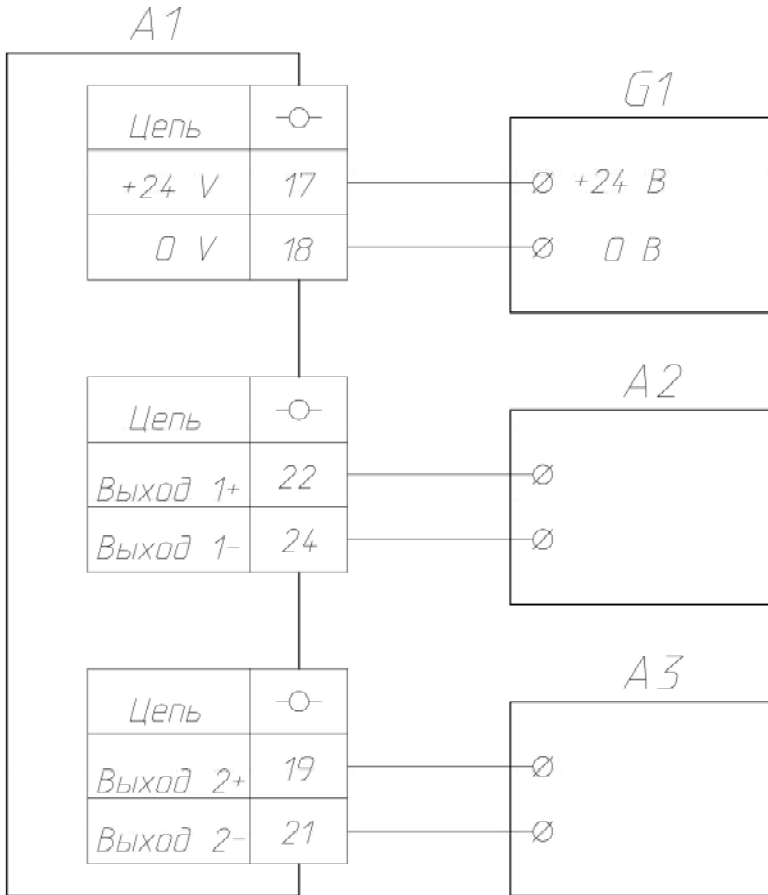 A1
G1
Цепь
+24 V 17
+24 В
0 V 18
0 В
A2
Цепь
Выход 1+ 22
Выход 1- 24
A3
Цепь
Выход 2+ 19
Выход 2- 21